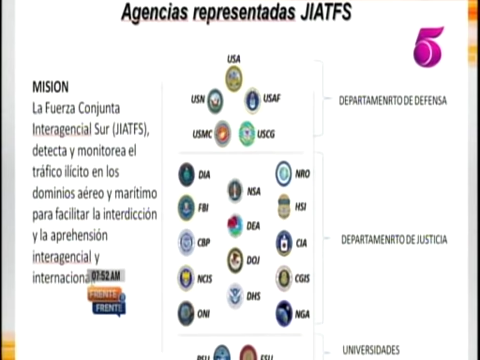 Agencias representadas JIATFS
5
USA
MISION
USN
USAF
DEPARTAMENRTO DE DEFENSA
La Fuerza Conjunta
Interagencial Sur (JIATFS),
USMC
USCG
detecta y monitorea el
tráfico ilícito en los
DIA
NRO
dominios aéreo y marítimo
NSA
para facilitar la interdicción
FBI
HSI
y la aprehensión
DEA
interagencial y
CBP
CIA
DEPARTAMENRTO DE JUSTICIA
internaciona
DOJ
07:52 AM
NCIS
CGIS
FRENTE
DHS
FRENTE
ONI
NGA
UNIVERSIDADES
FSU